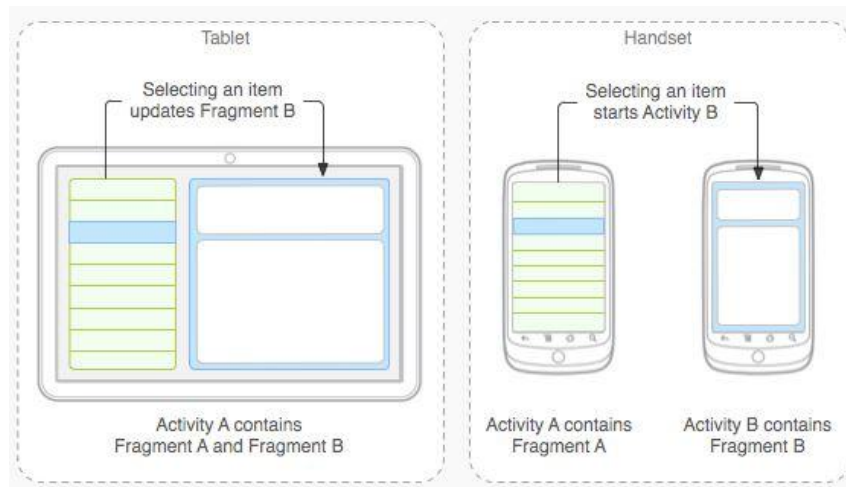 Tablet
Selecting an item
updates Fragment B
Activity A contains
Fragment A and Fragment B
Handset
Selecting an item
starts Activity B
Activity A contains
Fragment A
Activity B contains
Fragment B